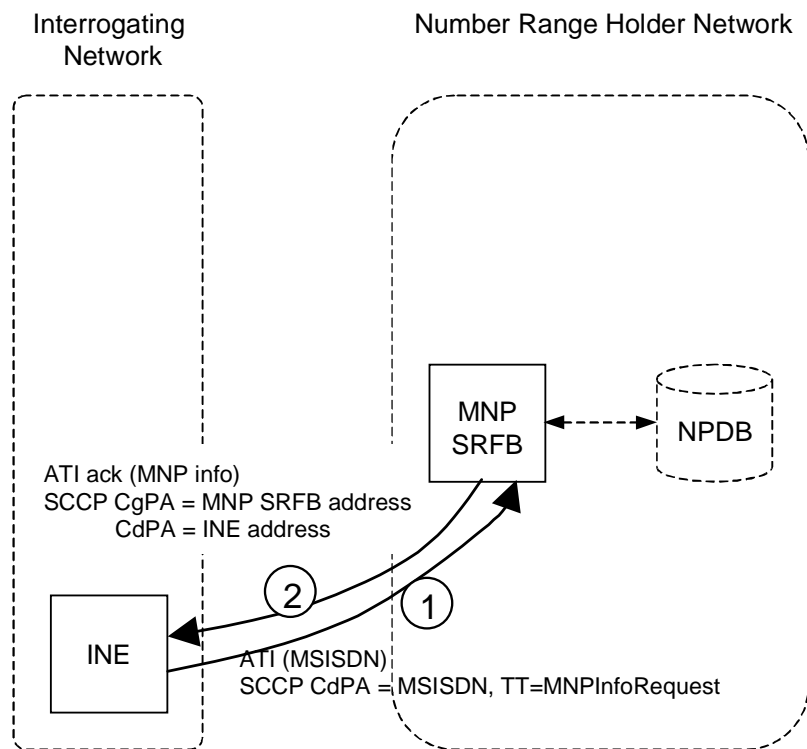 Interrogating
Network
Number Range Holder Network
MNP
SRFB
NPDB
ATI ack (MNP info)
SCCP CgPA = MNP SRFB address
CdPA = INE address
2
1
INE
ATI (MSISDN)
SCCP CdPA = MSISDN, TT=MNPInfoRequest